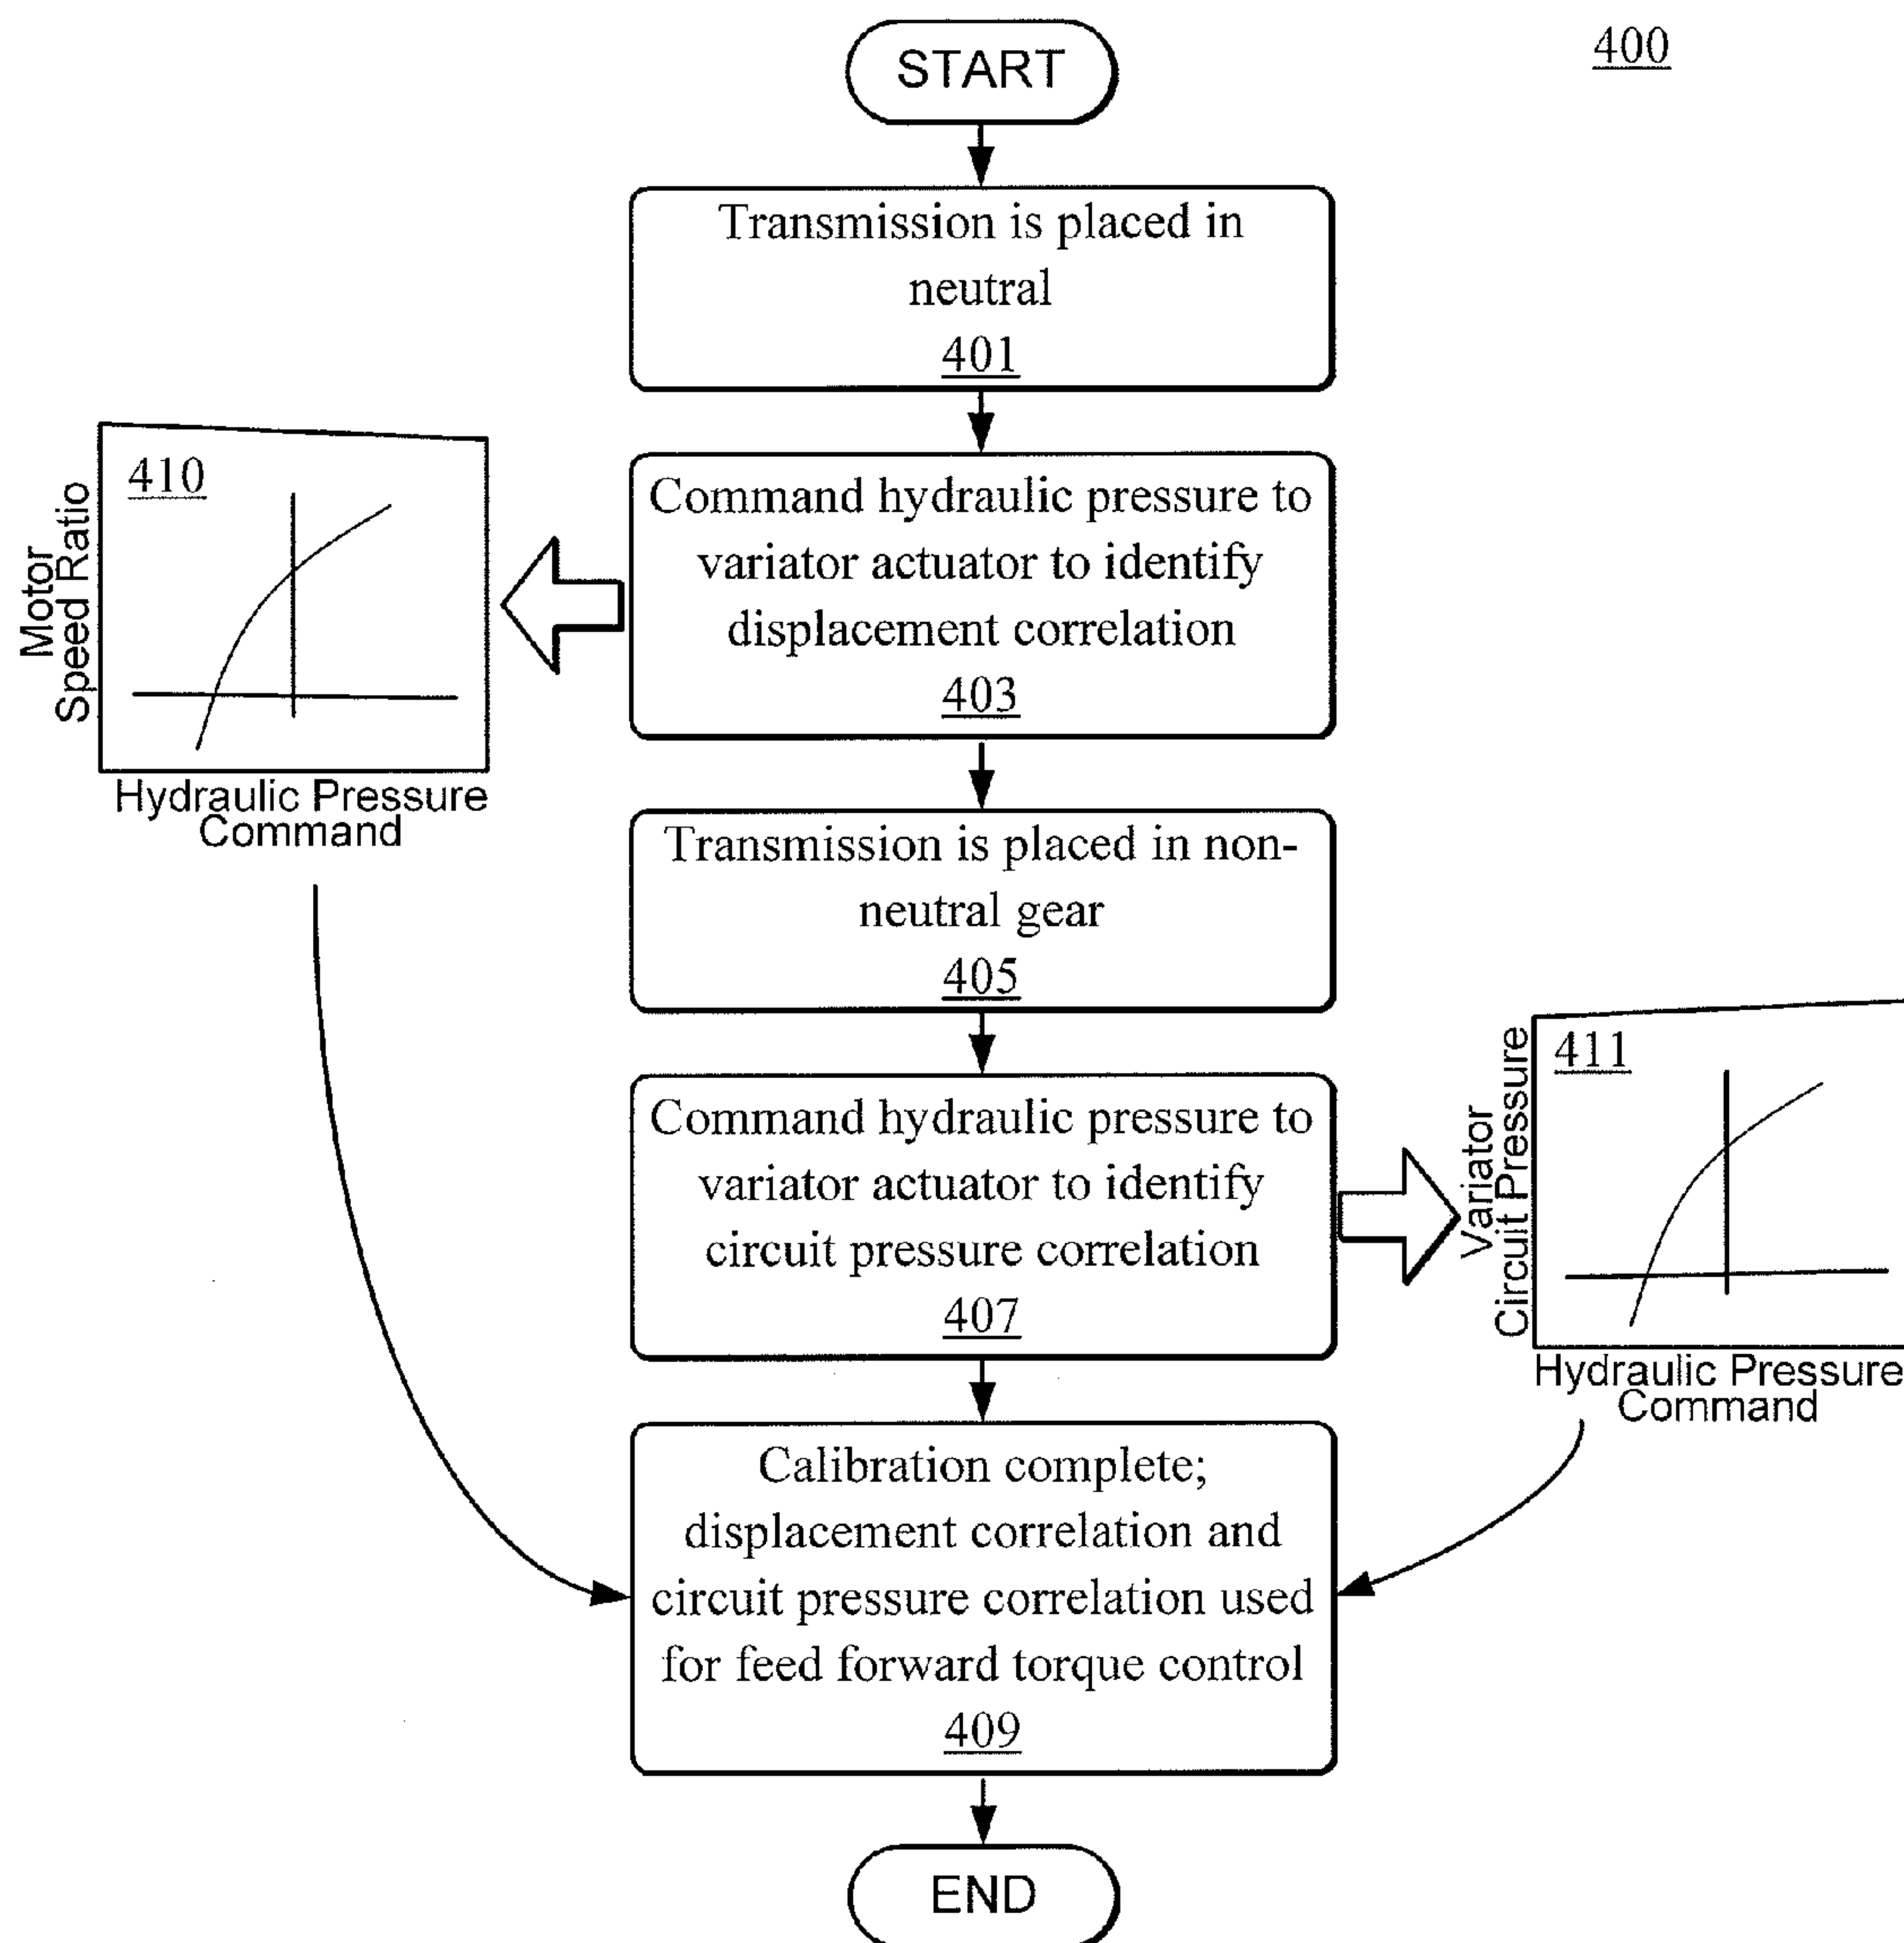 400
START
Transmission is placed in
neutral
401
Command hydraulic pressure to
variator actuator to identify
displacement correlation
403
410
Motor
Speed Ratio
Hydraulic Pressure
Command
Transmission is placed in non-
neutral gear
405
Command hydraulic pressure to
variator actuator to identify
circuit pressure correlation
407
411
Variator
Circuit Pressure
Hydraulic Pressure
Command
Calibration complete;
displacement correlation and
circuit pressure correlation used
for feed forward torque control
409
END